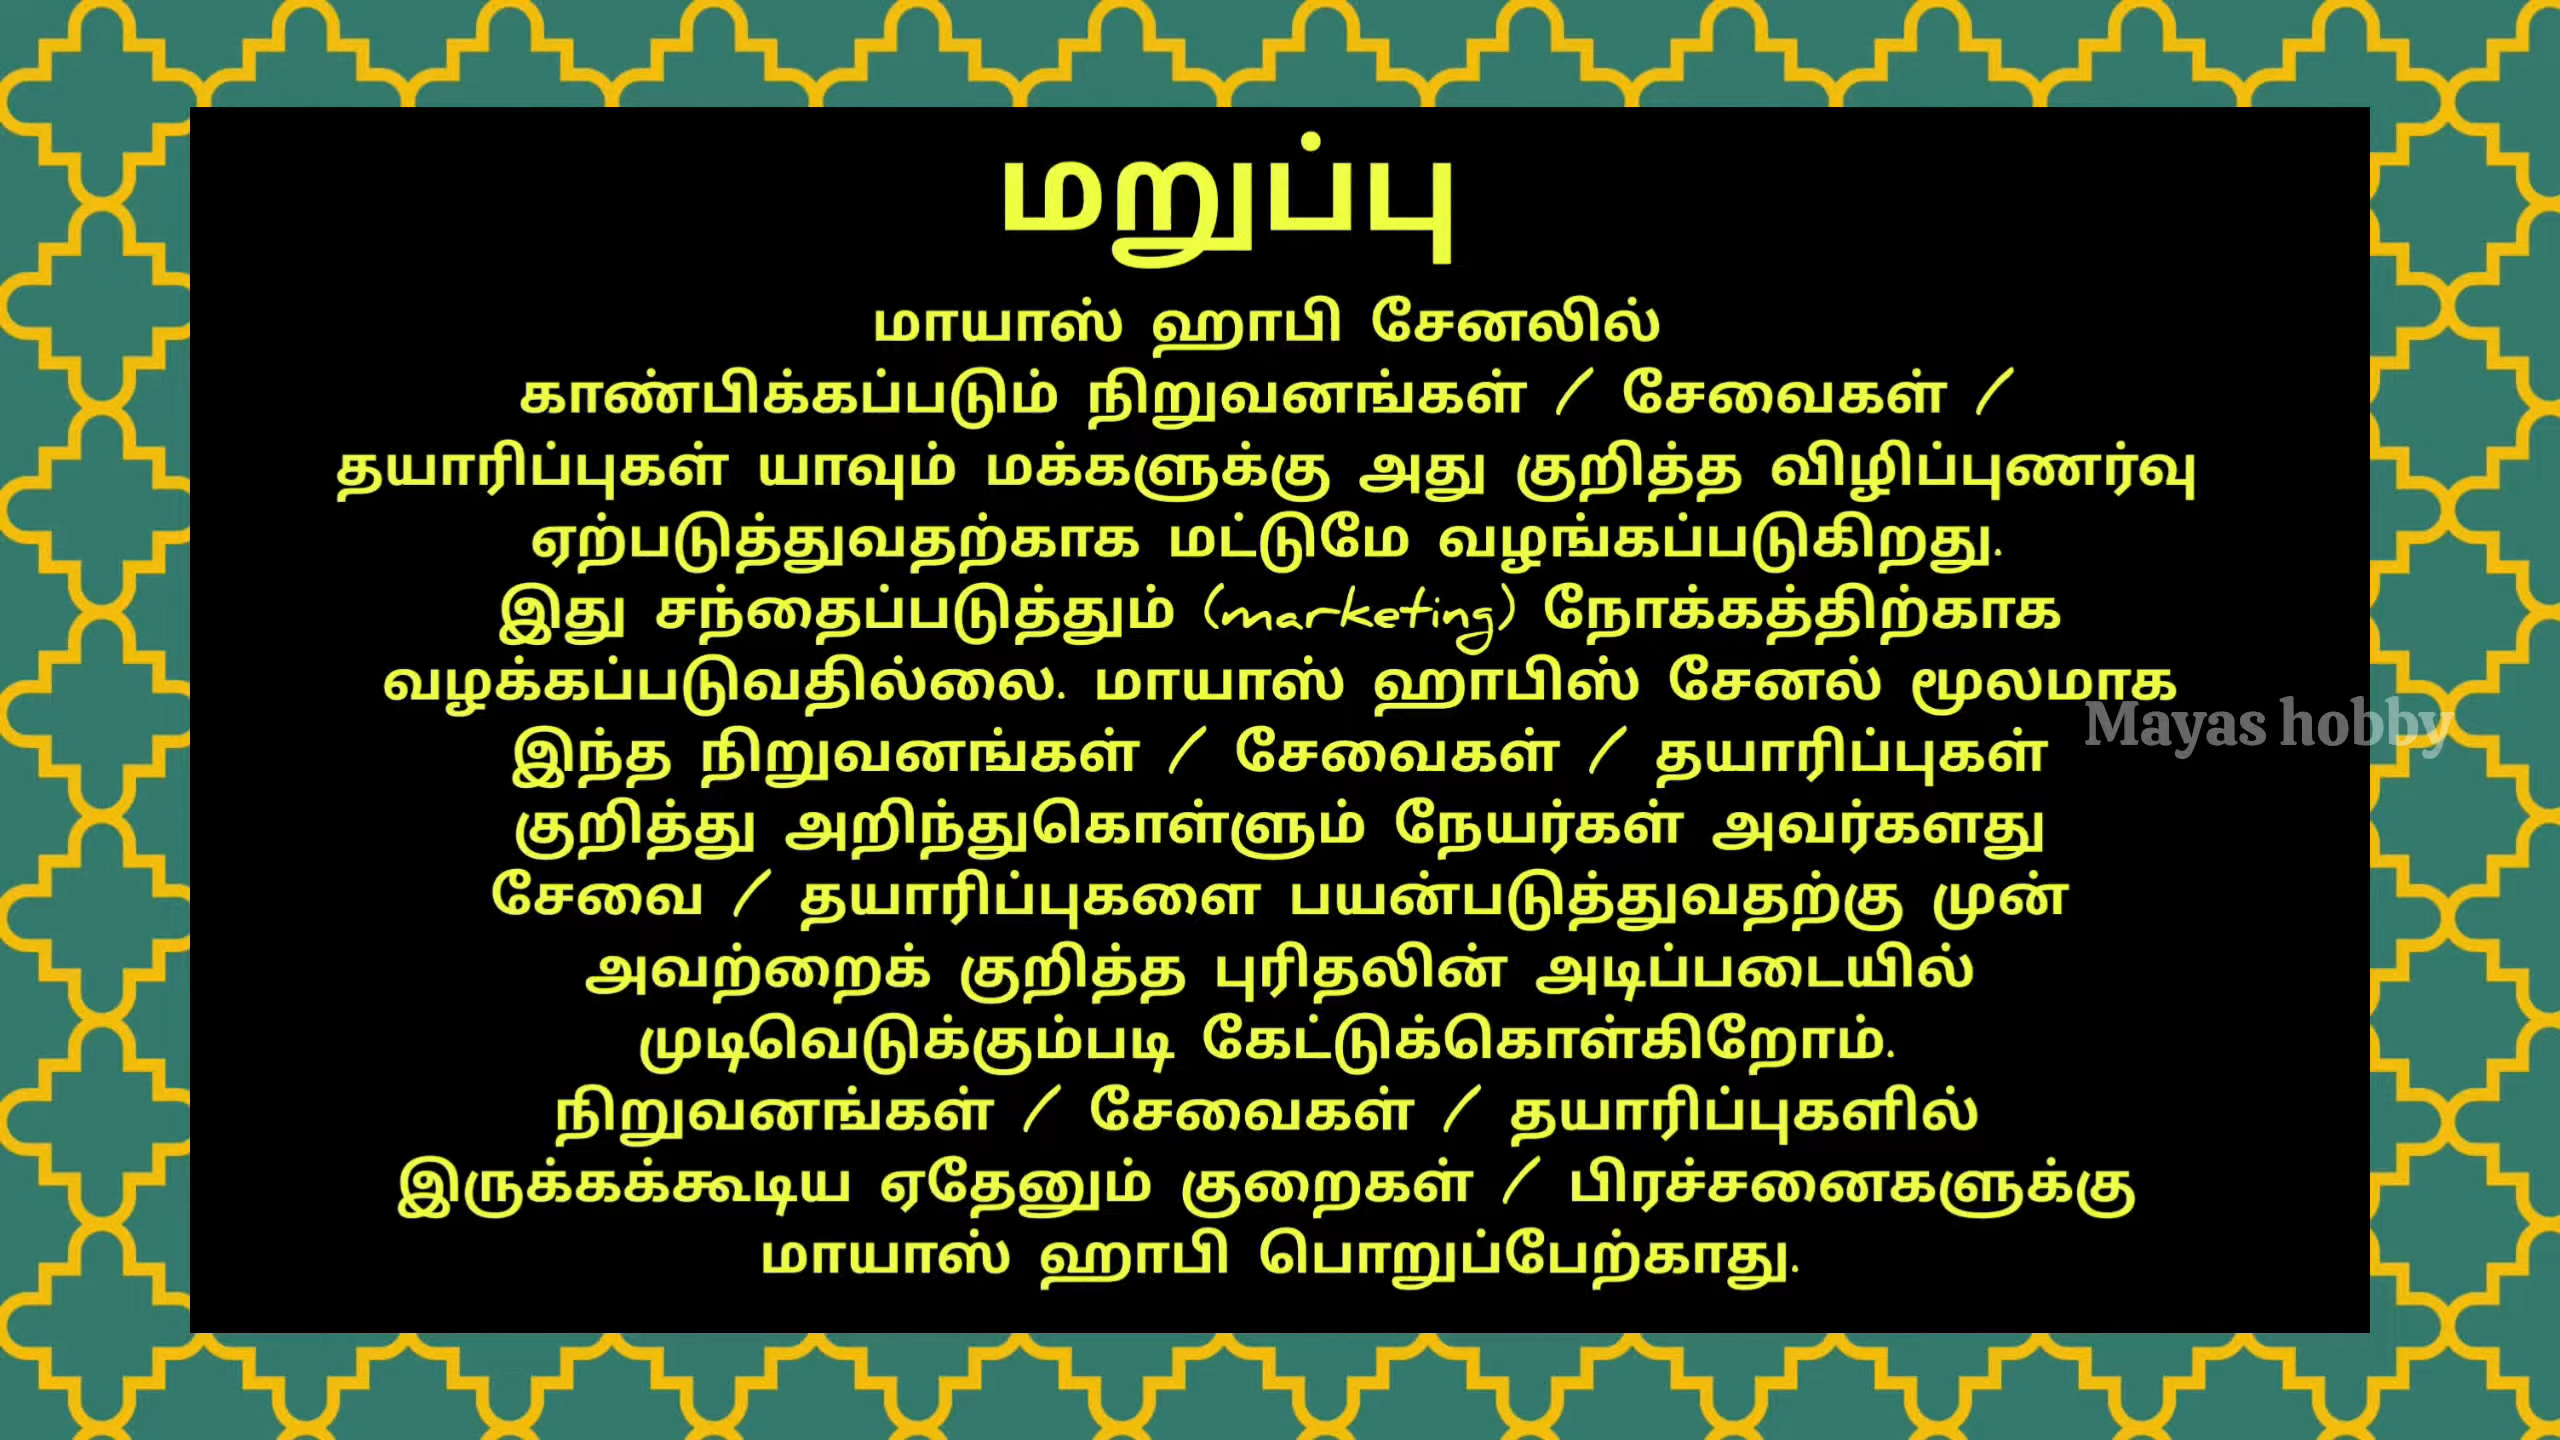 மறுப்பு
மாயாஸ் ஹாபி சேனலில்
காண்பிக்கப்படும் நிறுவனங்கள் / சேவைகள் /
தயாரிப்புகள் யாவும் மக்களுக்கு அது குறித்த விழிப்புணர்வு
ஏற்படுத்துவதற்காக மட்டுமே வழங்கப்படுகிறது.
இது சந்தைப்படுத்தும் (marketing) நோக்கத்திற்காக
வழக்கப்படுவதில்லை. மாயாஸ் ஹாபிஸ் சேனல் மூலமாக
Mayas hobby
இந்த நிறுவனங்கள் / சேவைகள் / தயாரிப்புகள்
குறித்து அறிந்துகொள்ளும் நேயர்கள் அவர்களது
சேவை / தயாரிப்புகளை பயன்படுத்துவதற்கு முன்
அவற்றைக் குறித்த புரிதலின் அடிப்படையில்
முடிவெடுக்கும்படி கேட்டுக்கொள்கிறோம்.
நிறுவனங்கள் / சேவைகள் / தயாரிப்புகளில்
இருக்கக்கூடிய ஏதேனும் குறைகள் / பிரச்சனைகளுக்கு
மாயாஸ் ஹாபி பொறுப்பேற்காது.